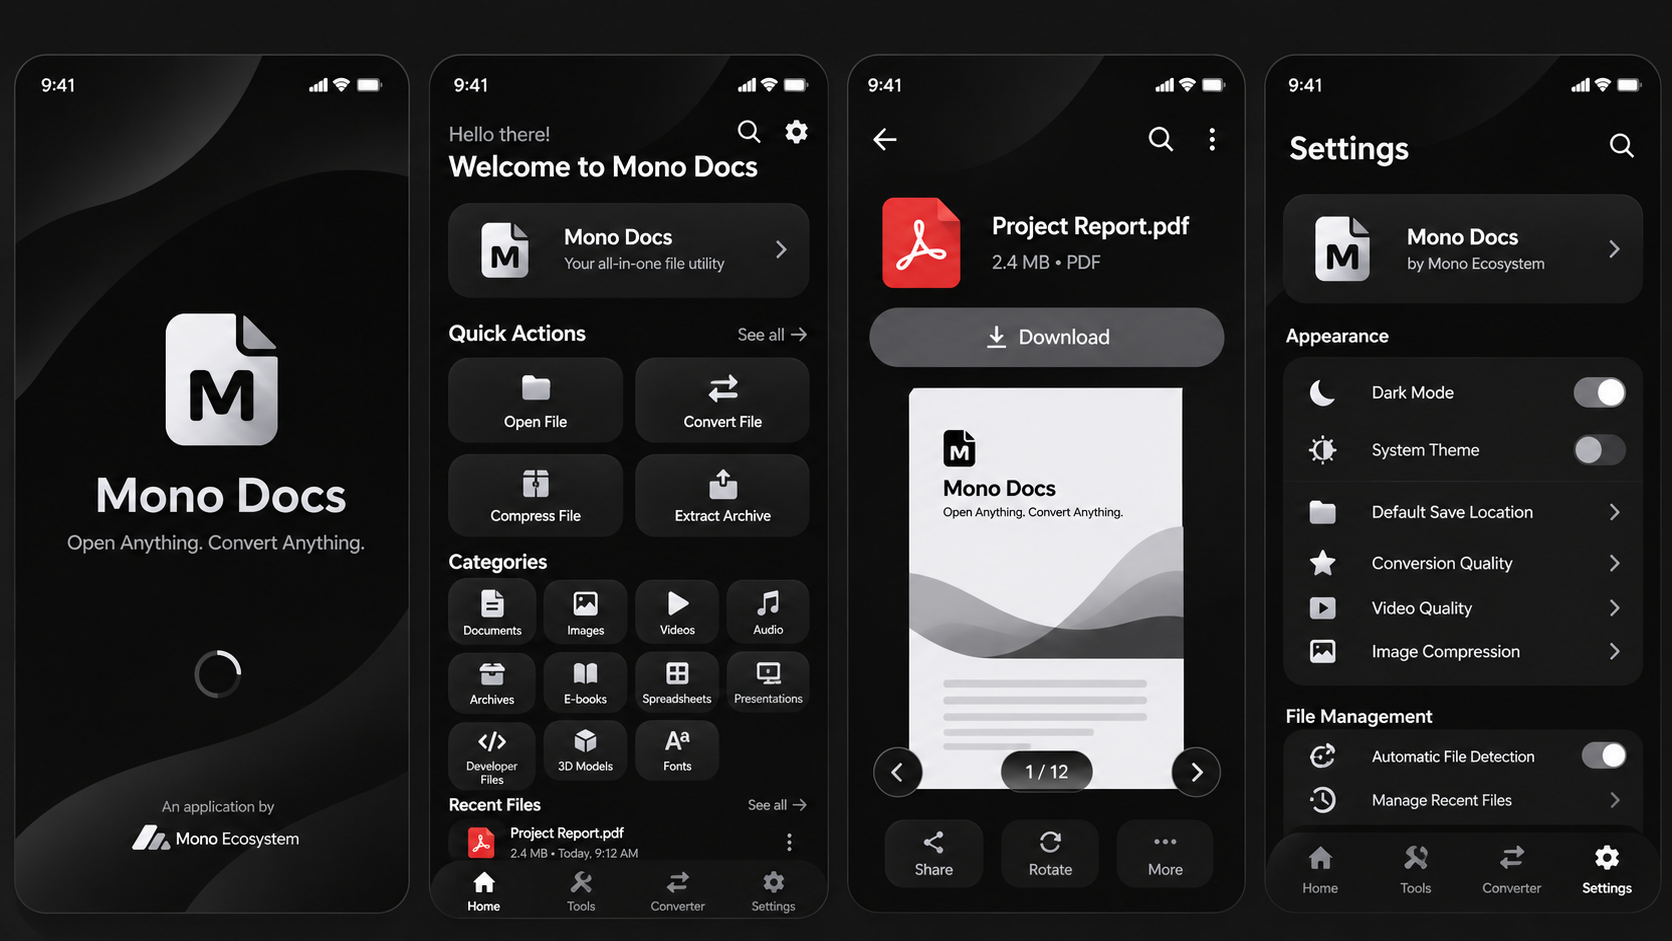 9:41
M
Mono Docs
Open Anything. Convert Anything.
An application by
Mono Ecosystem
9:41
Hello there!
Welcome to Mono Docs
M
Mono Docs
Your all-in-one file utility
Quick Actions
See all
Open File
Convert File
Compress File
Extract Archive
Categories
Documents
Images
Videos
Audio
Archives
E-books
Spreadsheets
Presentations
Developer
Files
3D Models
Aa
Fonts
Recent Files
See all
Project Report.pdf
2.4 MB • Today, 9:12 AM
Home
Tools
Converter
Settings
9:41
Project Report.pdf
2.4 MB • PDF
Download
M
Mono Docs
Open Anything. Convert Anything.
1 / 12
Share
Rotate
More
9:41
Settings
M
Mono Docs
by Mono Ecosystem
Appearance
Dark Mode
System Theme
Default Save Location
Conversion Quality
Video Quality
Image Compression
File Management
Automatic File Detection
Manage Recent Files
Home
Tools
Converter
Settings